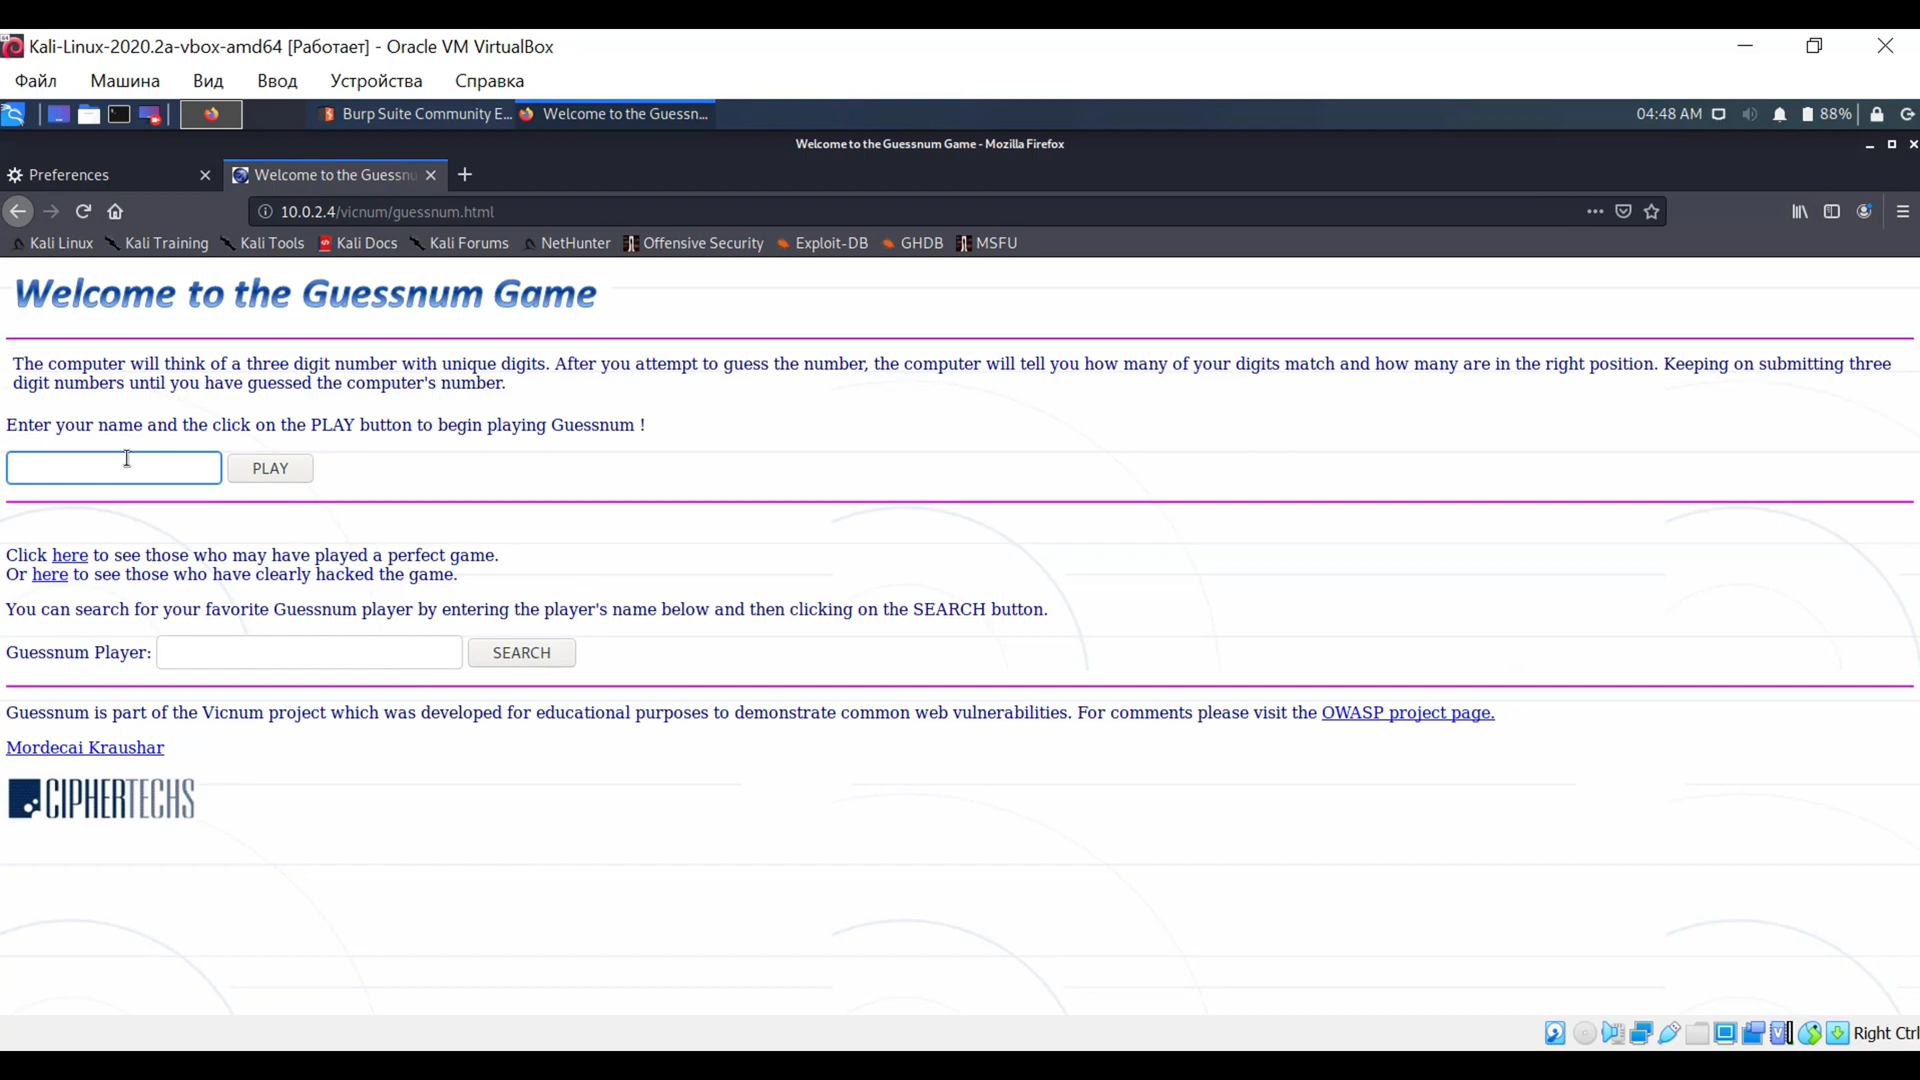 Kali-Linux-2020.2a-vbox-amd64 [Работает] - Oracle VM VirtualBox
Файл Машина Вид Ввод Устройства Справка
Burp Suite Community E... Welcome to the Guessn... 04:48 AM 88%
Welcome to the Guessnum Game - Mozilla Firefox
Preferences Welcome to the Guessnu
10.0.2.4/vicnum/guessnum.html
Kali Linux Kali Training Kali Tools Kali Docs Kali Forums NetHunter Offensive Security Exploit-DB GHDB MSFU
Welcome to the Guessnum Game
The computer will think of a three digit number with unique digits. After you attempt to guess the number, the computer will tell you how many of your digits match and how many are in the right position. Keeping on submitting three
digit numbers until you have guessed the computer's number.
Enter your name and the click on the PLAY button to begin playing Guessnum !
PLAY
Click here to see those who may have played a perfect game.
Or here to see those who have clearly hacked the game.
You can search for your favorite Guessnum player by entering the player's name below and then clicking on the SEARCH button.
Guessnum Player: SEARCH
Guessnum is part of the Vicnum project which was developed for educational purposes to demonstrate common web vulnerabilities. For comments please visit the OWASP project page.
Mordecai Kraushar
CIPHERTECHS
Right Ctrl